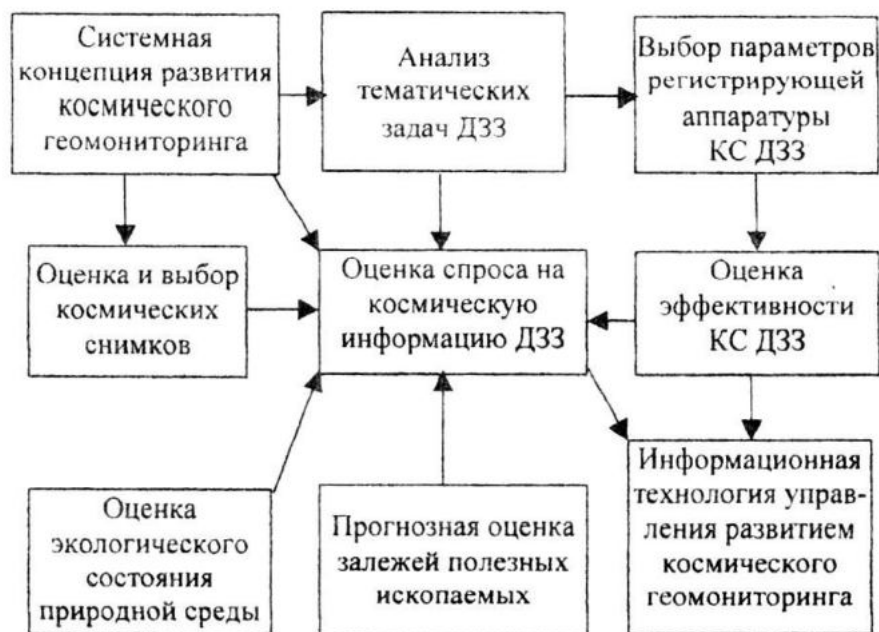 Системная
концепция развития
космического
геомониторинга
Анализ
тематических
задач ДЗЗ
Выбор параметров
регистрирующей
аппаратуры
КС ДЗЗ
Оценка и выбор
космических
снимков
Оценка спроса на
космическую
информацию ДЗЗ
Оценка
эффективности
КС ДЗЗ
Оценка
экологического
состояния
природной среды
Прогнозная оценка
залежей полезных
ископаемых
Информационная
технология управ-
ления развитием
космического
геомониторинга